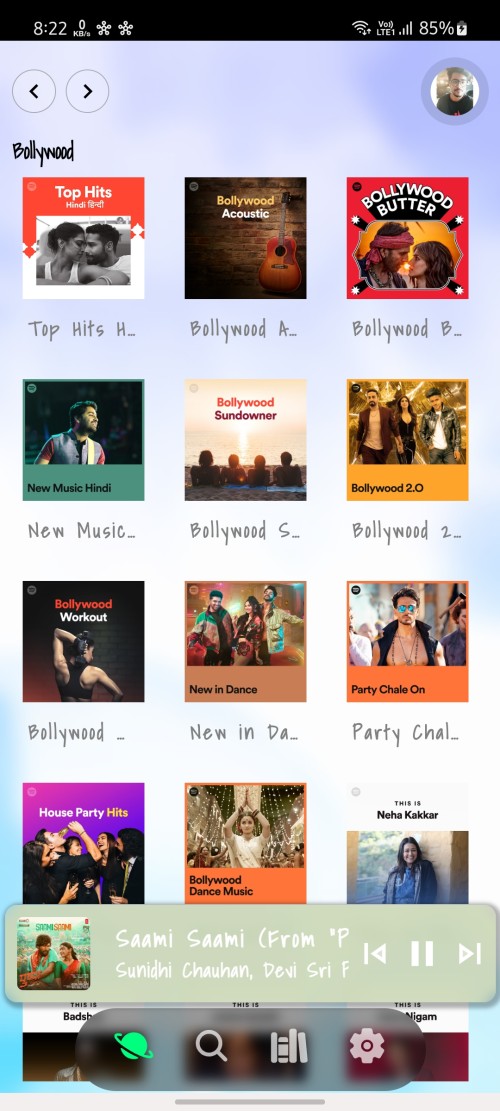 8:22 0 KB/s Vo)) LTE1 85%
Bollywood
Top Hits
Hindi हिन्दी
Bollywood
Acoustic
BOLLYWOOD
BUTTER
Top Hits H...
Bollywood A...
Bollywood B...
New Music Hindi
Bollywood
Sundowner
Bollywood 2.0
New Music...
Bollywood S...
Bollywood 2...
Bollywood
Workout
New in Dance
Party Chale On
Bollywood ...
New in Da...
Party Chal...
House Party Hits
Bollywood
Dance Music
THIS IS
Neha Kakkar
SAAMI SAAMI
Saami Saami (From "P
Sunidhi Chauhan, Devi Sri F
THIS IS
Badsh
THIS IS
THIS IS
Nigam